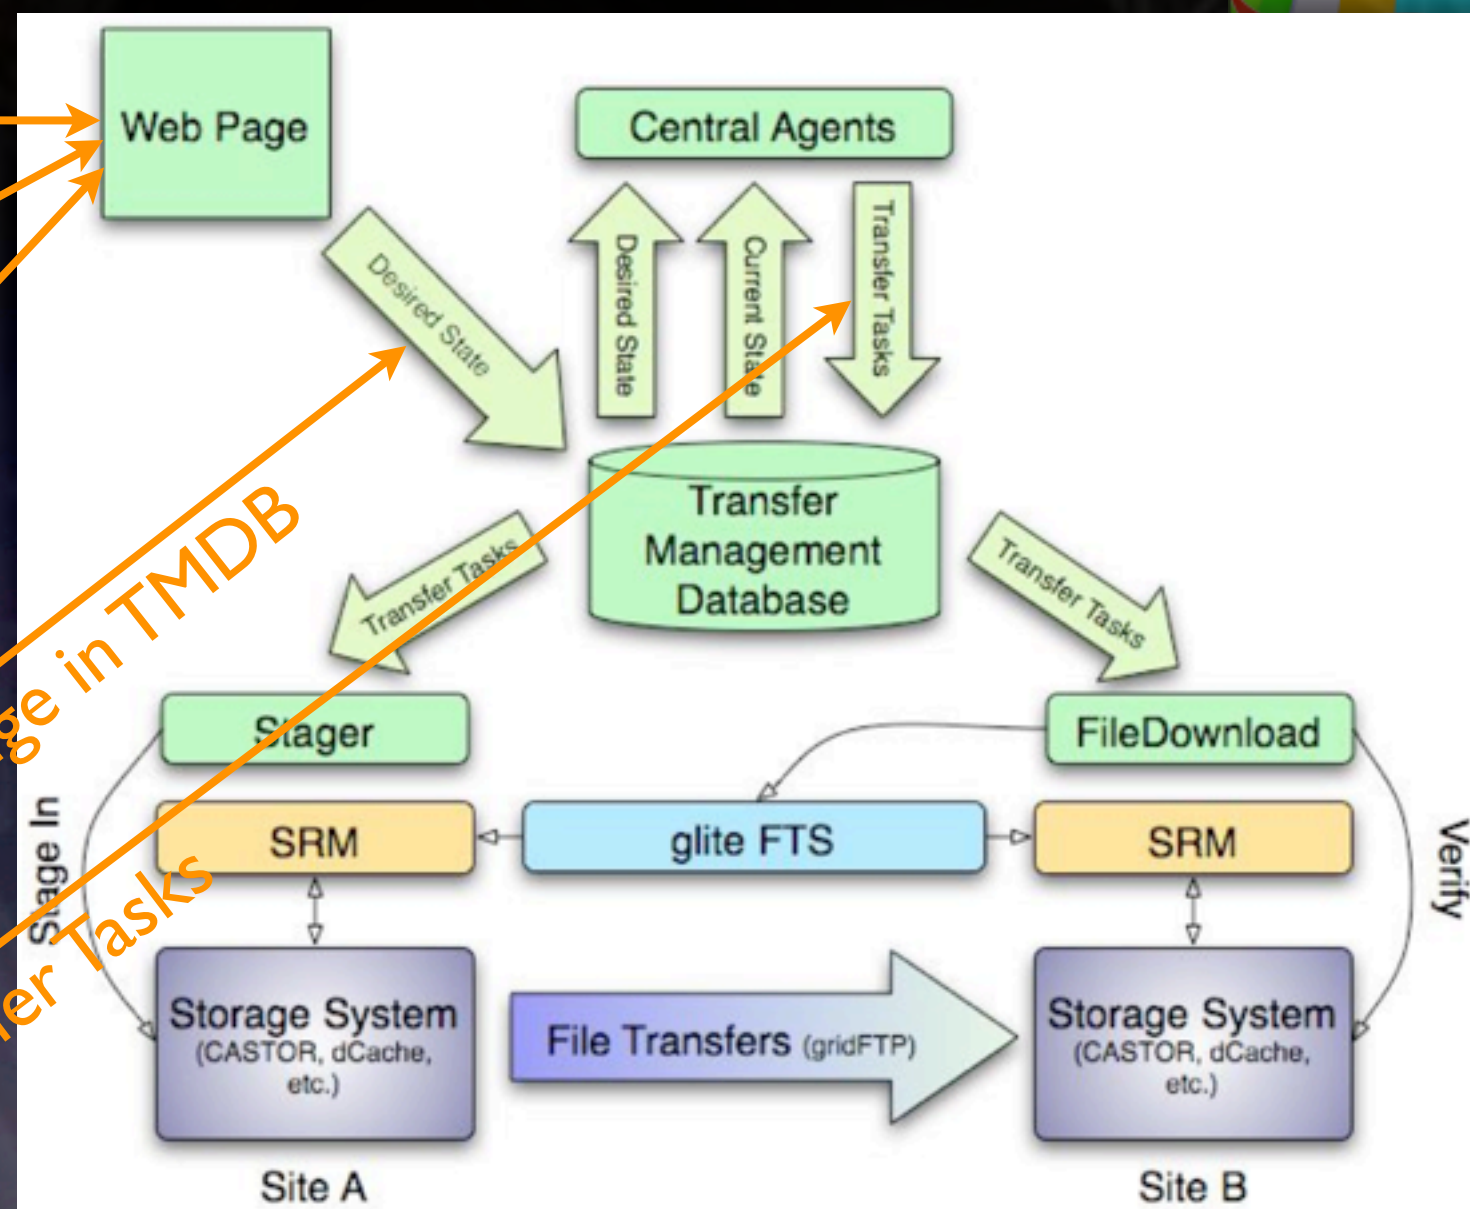 Web Page
Central Agents
Desired State
Desired State
Current State
Transfer Tasks
Transfer
Management
Database
Transfer Tasks
Transfer Tasks
in TMDB
Stager
FileDownload
Stage In
SRM
glite FTS
SRM
Verify
Tasks
Storage System
(CASTOR, dCache,
etc.)
File Transfers (gridFTP)
Storage System
(CASTOR, dCache,
etc.)
Site A
Site B